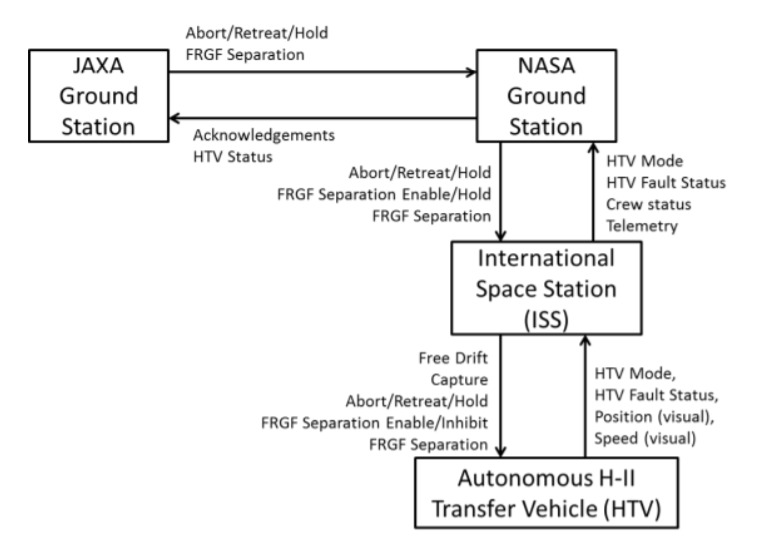 Abort/Retreat/Hold
FRGF Separation
JAXA
Ground
Station
NASA
Ground
Station
Acknowledgements
HTV Status
Abort/Retreat/Hold
FRGF Separation Enable/Hold
FRGF Separation
HTV Mode
HTV Fault Status
Crew status
Telemetry
International
Space Station
(ISS)
Free Drift
Capture
Abort/Retreat/Hold
FRGF Separation Enable/Inhibit
FRGF Separation
HTV Mode,
HTV Fault Status,
Position (visual),
Speed (visual)
Autonomous H-II
Transfer Vehicle (HTV)